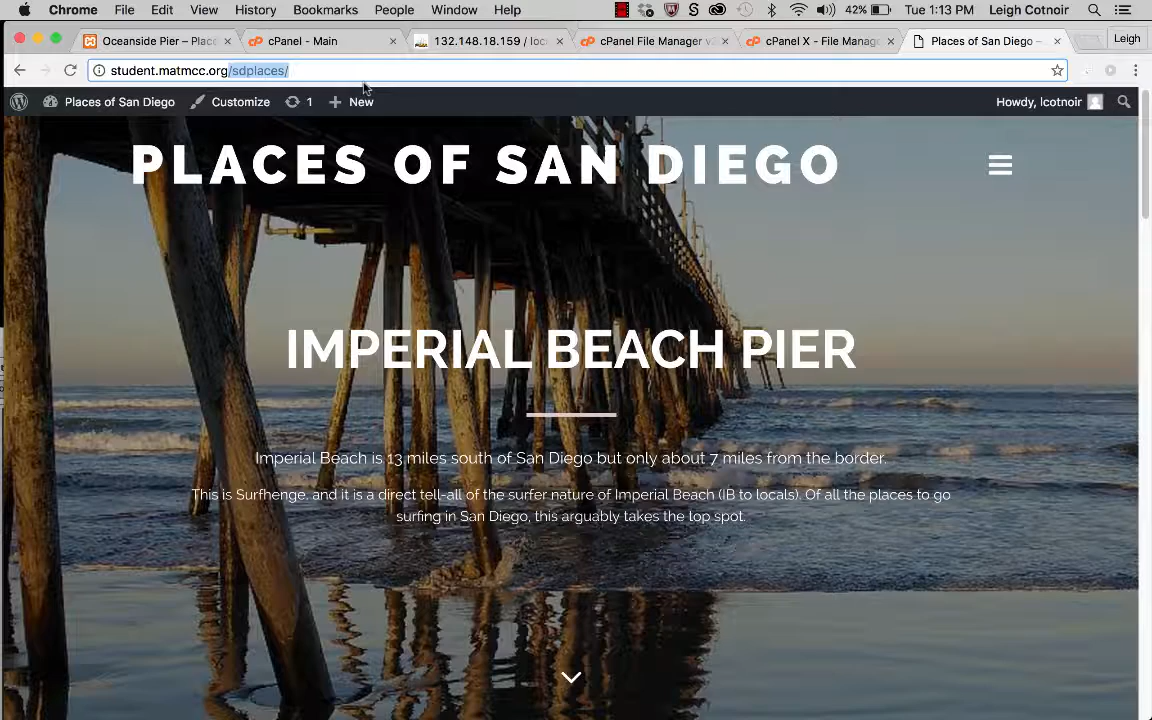 Chrome File Edit View History Bookmarks People Window Help S 42% Tue 1:13 PM Leigh Cotnoir
Oceanside Pier – Place cPanel - Main 132.148.18.159 / loc cPanel File Manager v cPanel X - File Manage Places of San Diego – Leigh
student.matmcc.org/sdplaces/
Places of San Diego Customize 1 New Howdy, lcotnoir
PLACES OF SAN DIEGO
IMPERIAL BEACH PIER
Imperial Beach is 13 miles south of San Diego but only about 7 miles from the border.
This is Surfhenge, and it is a direct tell-all of the surfer nature of Imperial Beach (IB to locals). Of all the places to go
surfing in San Diego, this arguably takes the top spot.